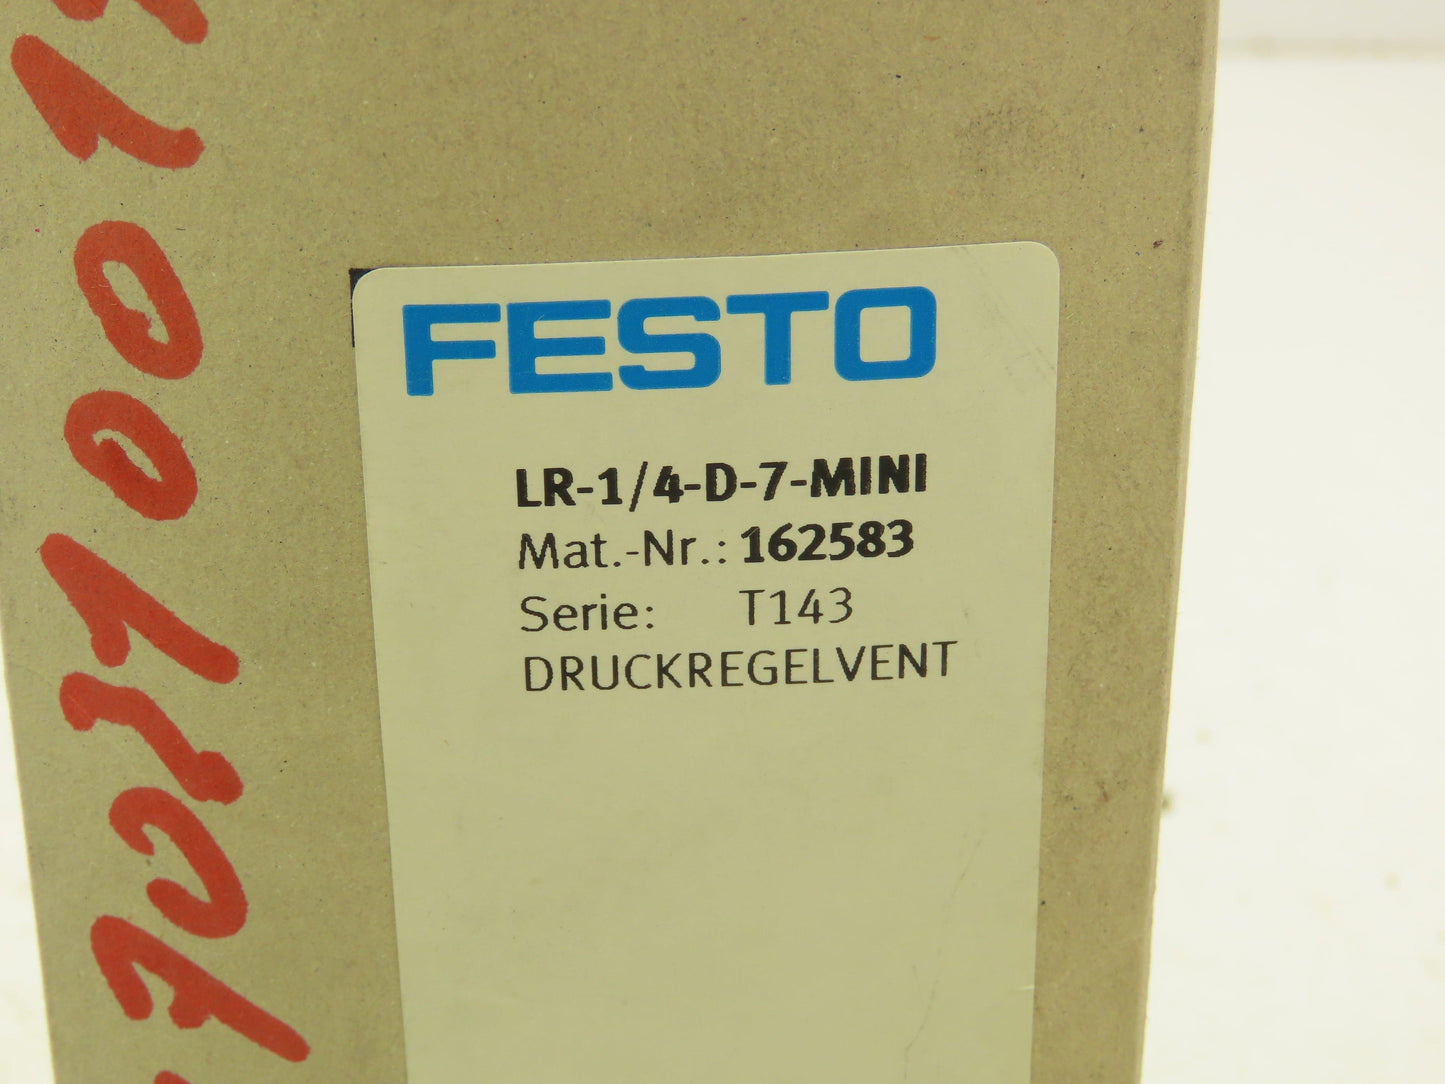 FESTO
LR-1/4-D-7-MINI
Mat.-Nr.: 162583
Serie: T143
DRUCKREGELVENT